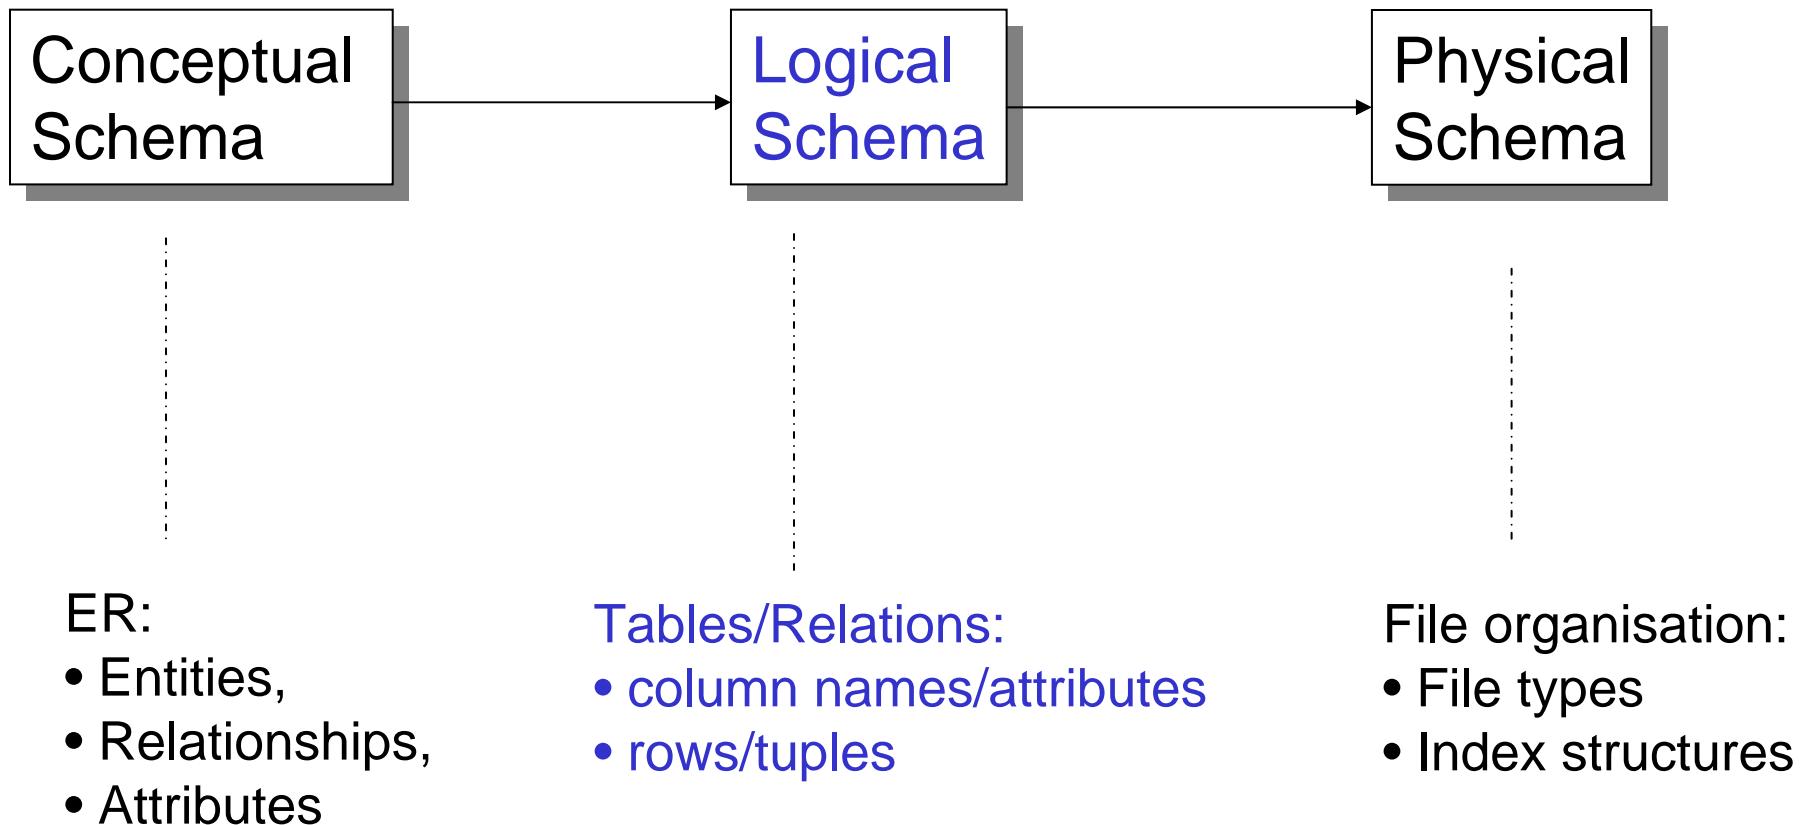 Conceptual
Schema
Logical
Schema
Physical
Schema
ER:
• Entities,
• Relationships,
• Attributes
Tables/Relations:
• column names/attributes
• rows/tuples
File organisation:
• File types
• Index structures